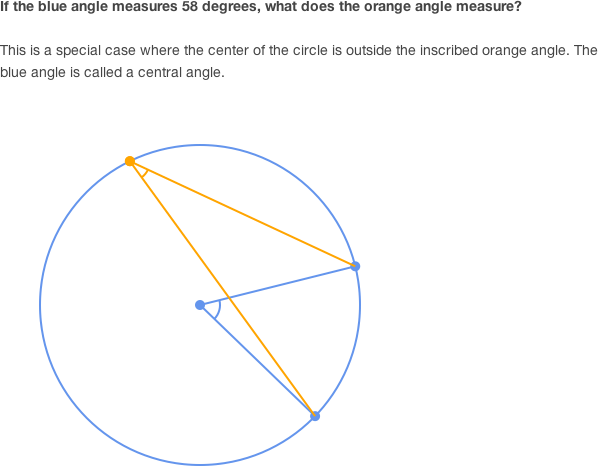 If the blue angle measures 58 degrees, what does the orange angle measure?
This is a special case where the center of the circle is outside the inscribed orange angle. The
blue angle is called a central angle.